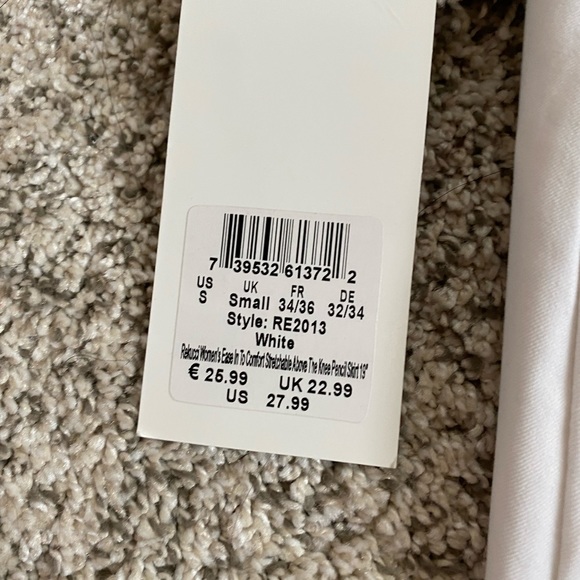 7 39532 61372 2
US UK FR DE
S Small 34/36 32/34
Style: RE2013
White
Rekucci Women's Ease In To Comfort Stretchable Above The Knee Pencil Skirt 19"
€ 25.99 UK 22.99
US 27.99